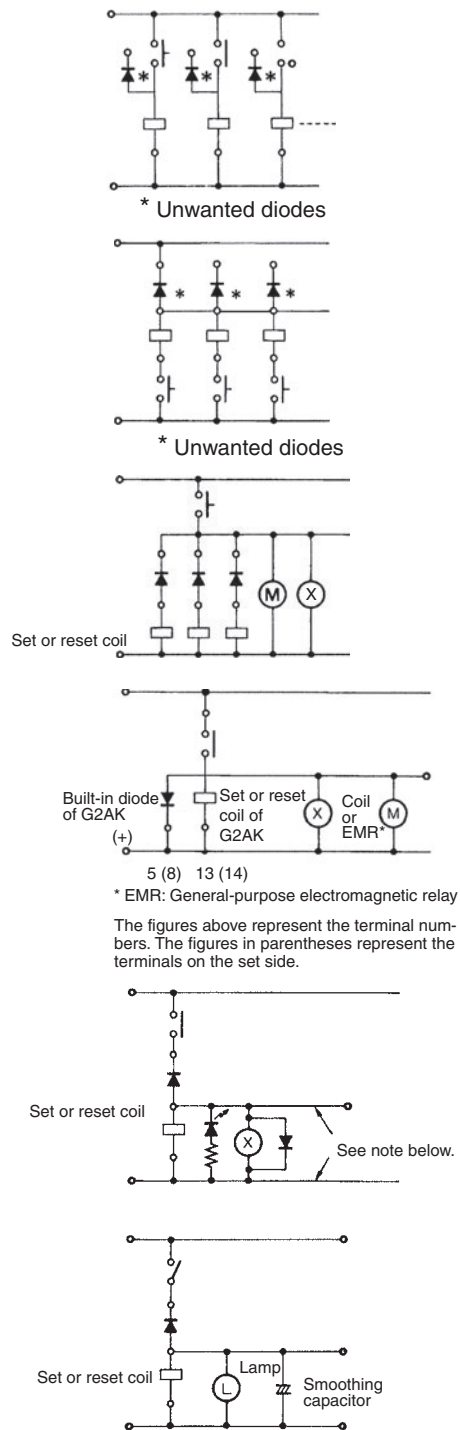 * * *
* Unwanted diodes
* * *
* Unwanted diodes
M X
Set or reset coil
Built-in diode
of G2AK
(+)
Set or reset
coil of
G2AK
X
Coil
or
EMR*
M
5 (8) 13 (14)
* EMR: General-purpose electromagnetic relay
The figures above represent the terminal num-
bers. The figures in parentheses represent the
terminals on the set side.
Set or reset coil
X
See note below.
Set or reset coil
L
Lamp
Smoothing
capacitor